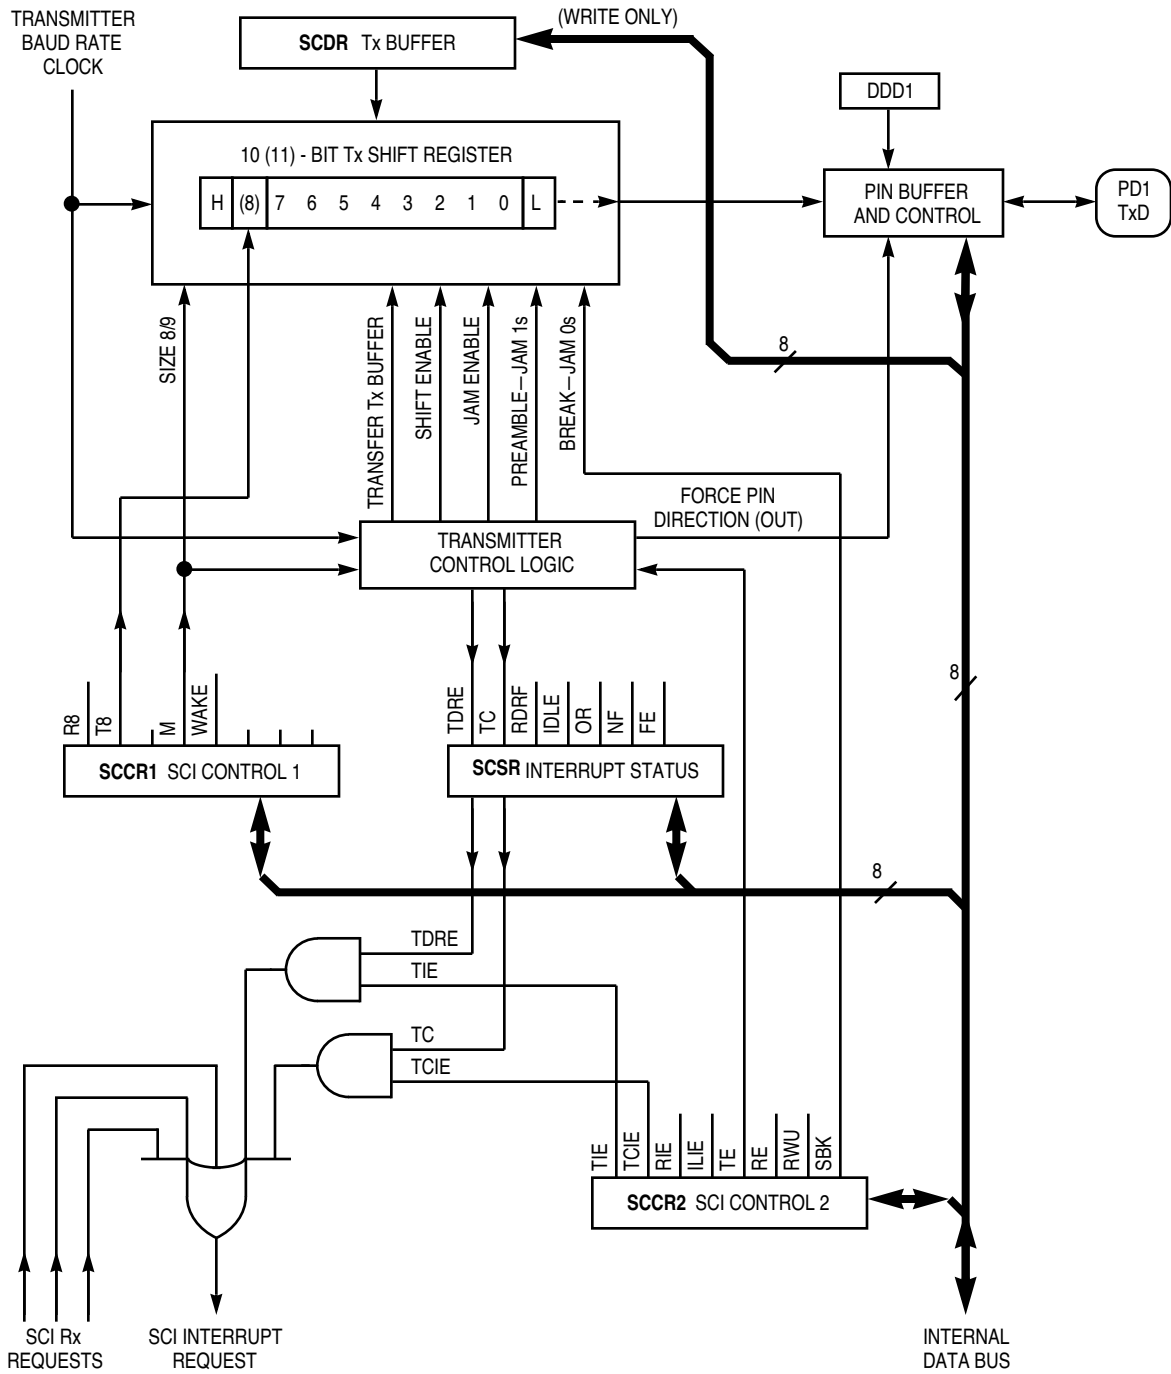 TRANSMITTER
BAUD RATE
CLOCK
SCDR Tx BUFFER
(WRITE ONLY)
DDD1
10 (11) - BIT Tx SHIFT REGISTER
H (8) 7 6 5 4 3 2 1 0 L
PIN BUFFER
AND CONTROL
PD1
TxD
SIZE 8/9
TRANSFER Tx BUFFER
SHIFT ENABLE
JAM ENABLE
PREAMBLE—JAM 1s
BREAK—JAM 0s
8
FORCE PIN
DIRECTION (OUT)
TRANSMITTER
CONTROL LOGIC
8
R8
T8
M
WAKE
TDRE
TC
RDRF
IDLE
OR
NF
FE
SCCR1 SCI CONTROL 1
SCSR INTERRUPT STATUS
8
TDRE
TIE
TC
TCIE
TIE
TCIE
RIE
ILIE
TE
RE
RWU
SBK
SCCR2 SCI CONTROL 2
SCI Rx
REQUESTS
SCI INTERRUPT
REQUEST
INTERNAL
DATA BUS